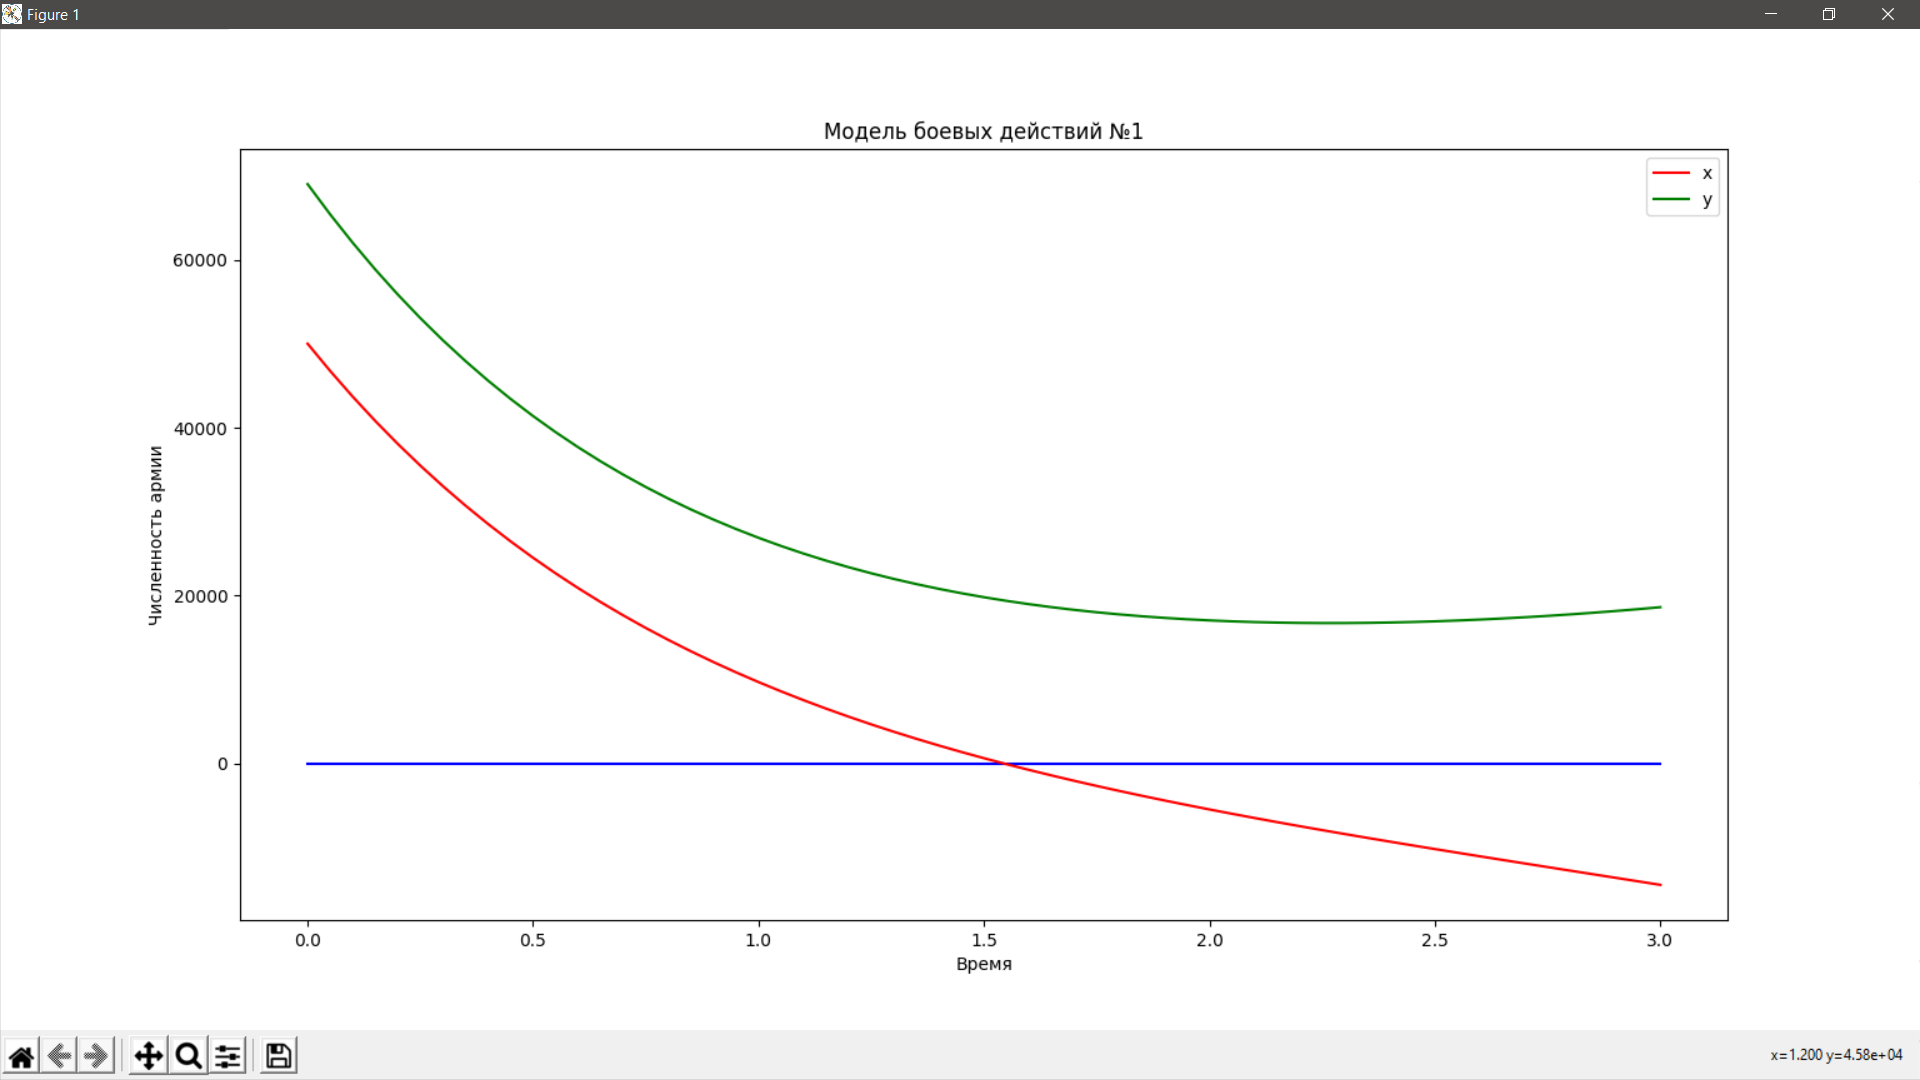 Figure 1
Модель боевых действий №1
x
y
60000
40000
20000
0
Численность армии
0.0 0.5 1.0 1.5 2.0 2.5 3.0
Время
x=1.200 y=4.58e+04